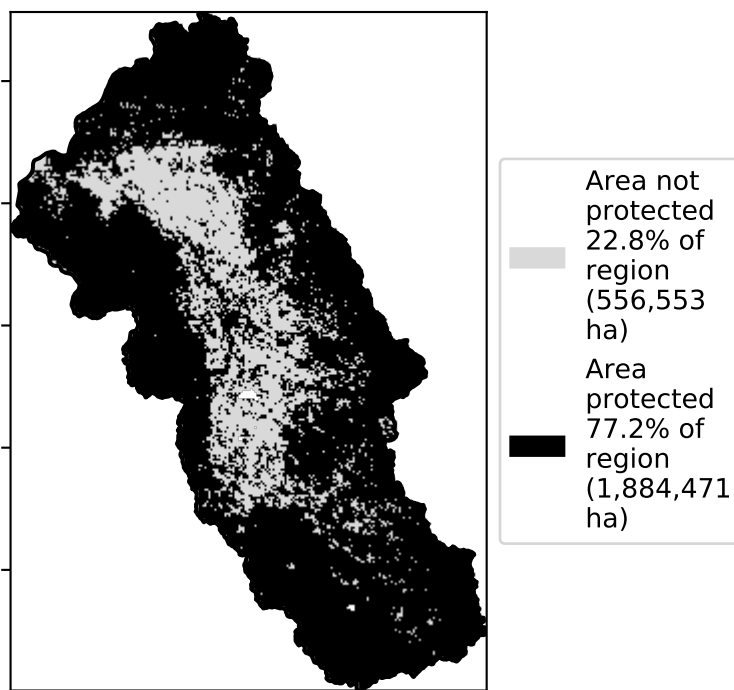 Area not
protected
22.8% of
region
(556,553
ha)
Area
protected
77.2% of
region
(1,884,471
ha)